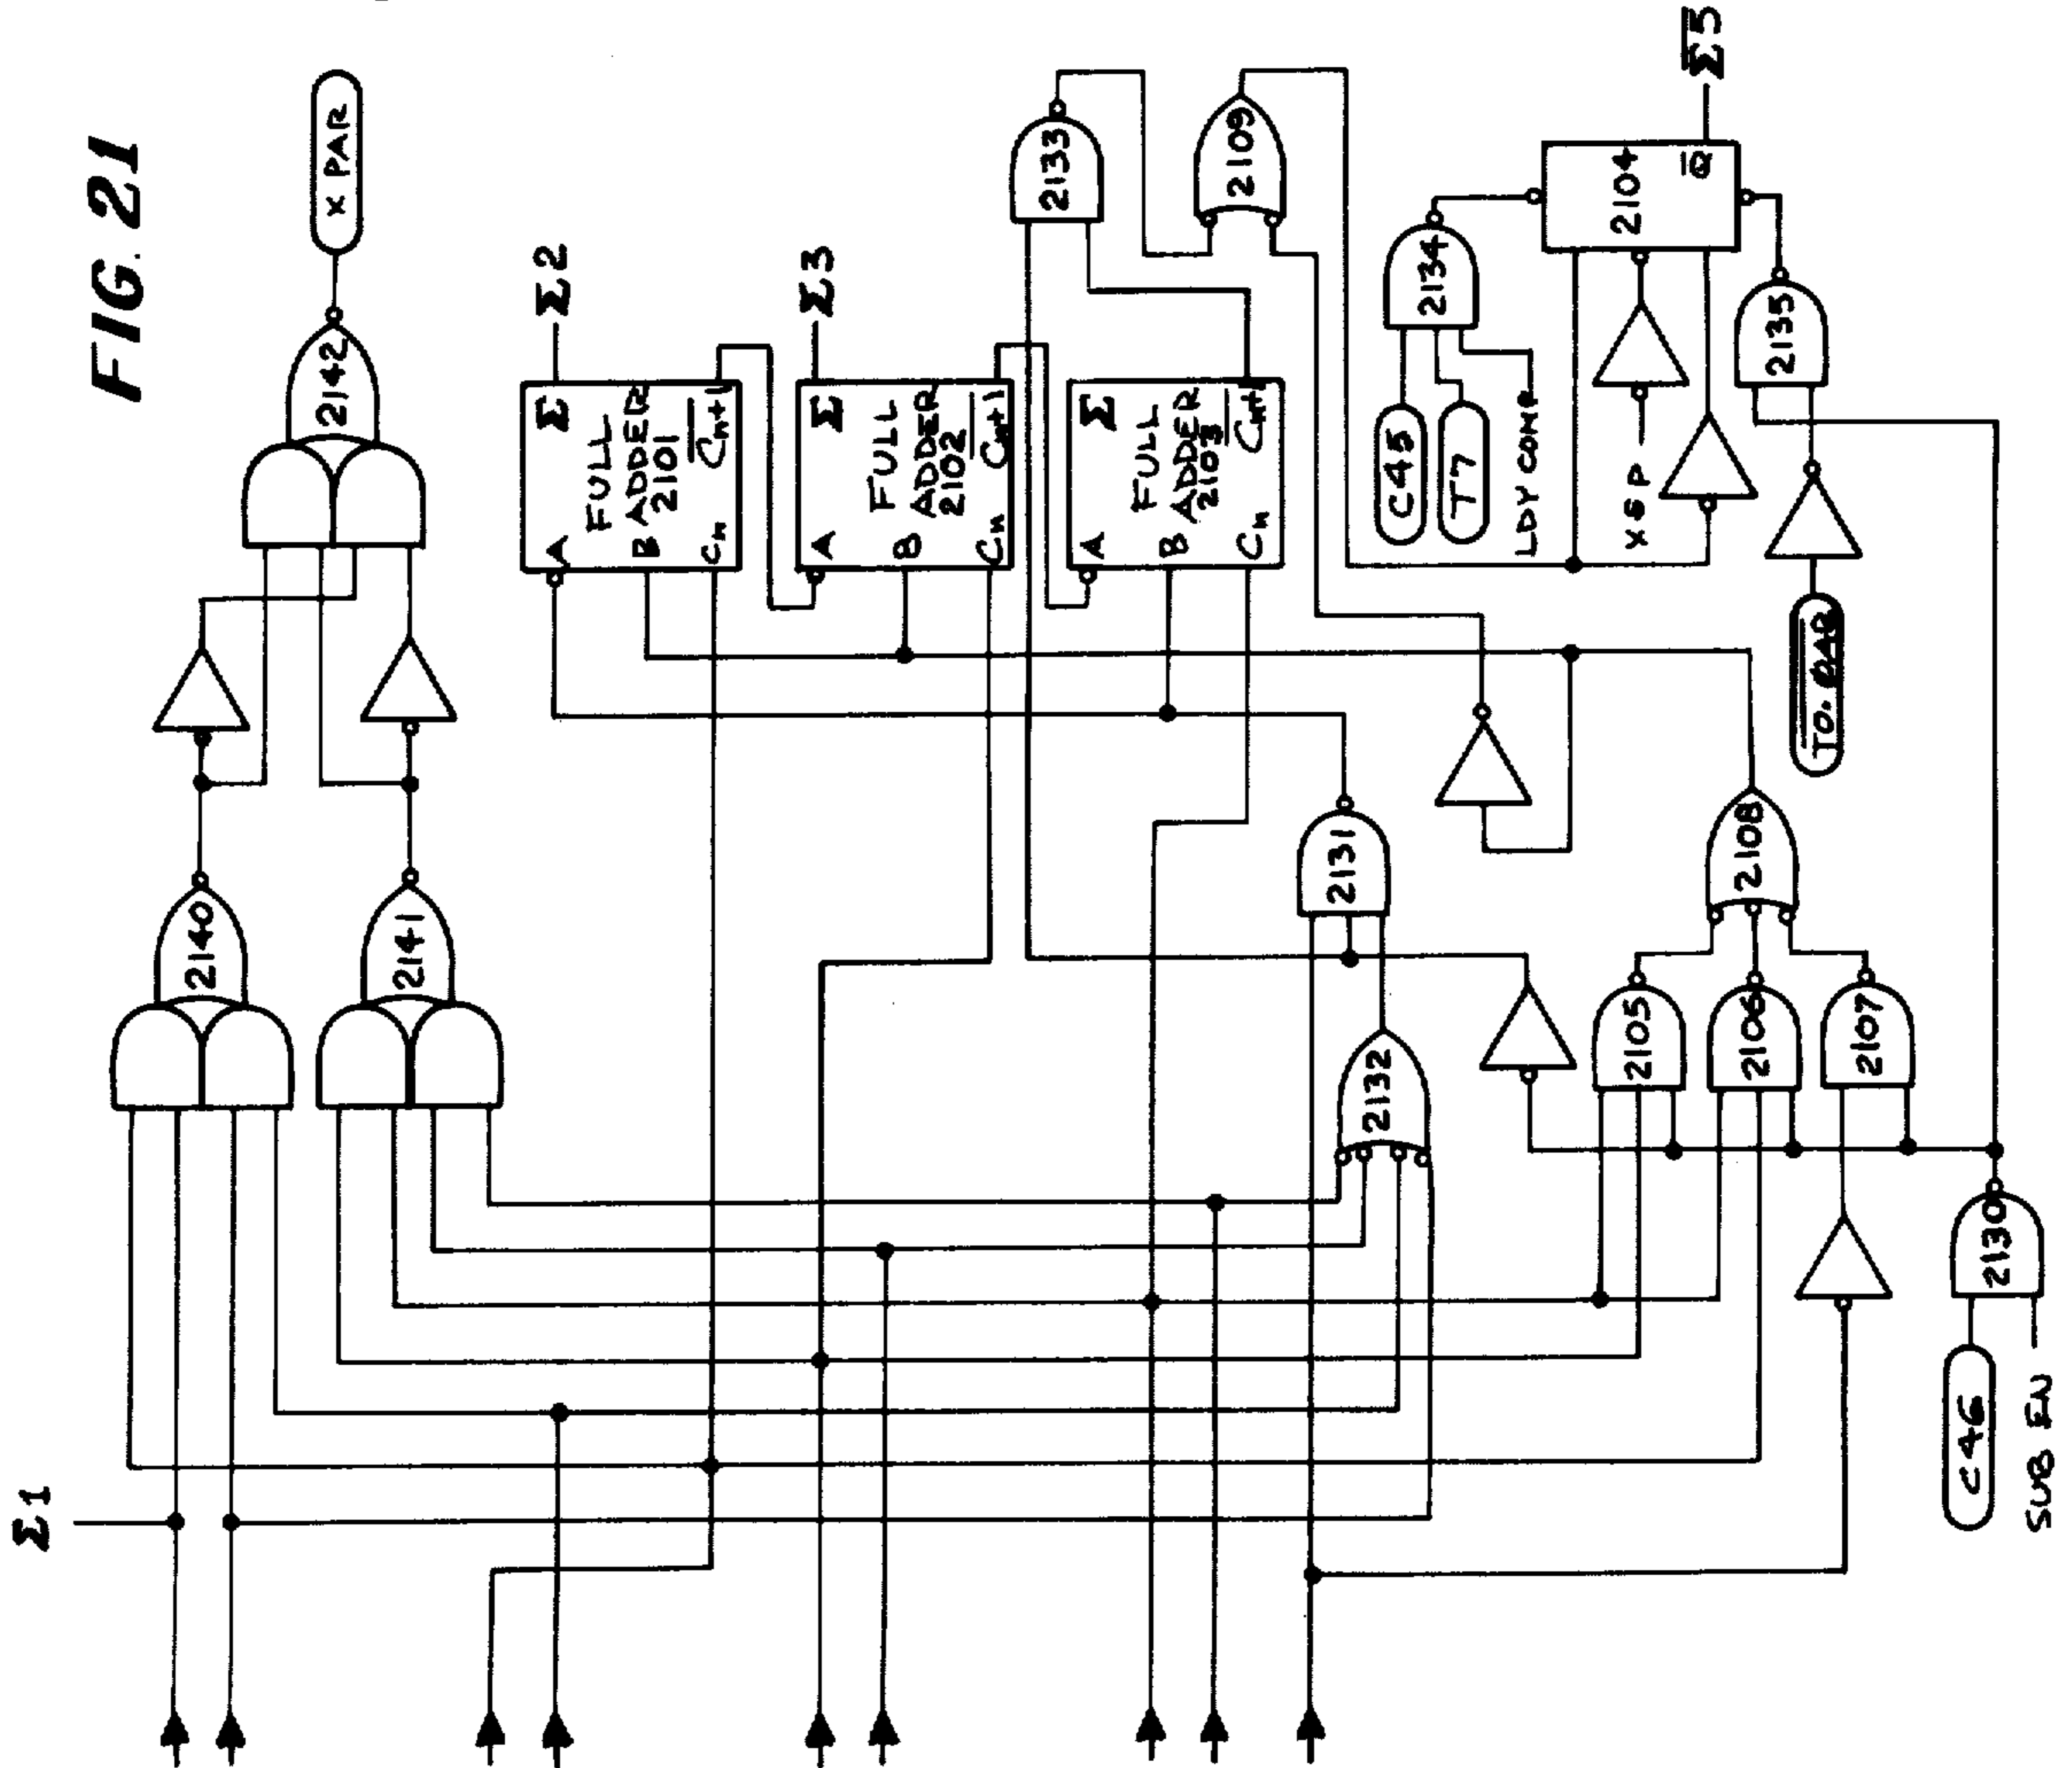 FIG. 21
X PAR
2142
Σ2
Σ3
2133
2109
Σ5
2104
Q
2134
2135
C45
T7
LDY COMP
XSP
Σ
FULL
ADDER
2101
Cn+1
A
B
Cn
Σ
FULL
ADDER
2102
Cn+1
A
B
Cn
Σ
FULL
ADDER
2103
Cn+1
A
B
Cn
2140
2141
2131
2132
2108
2105
2106
2107
2130
Σ1
C46
SUB EN